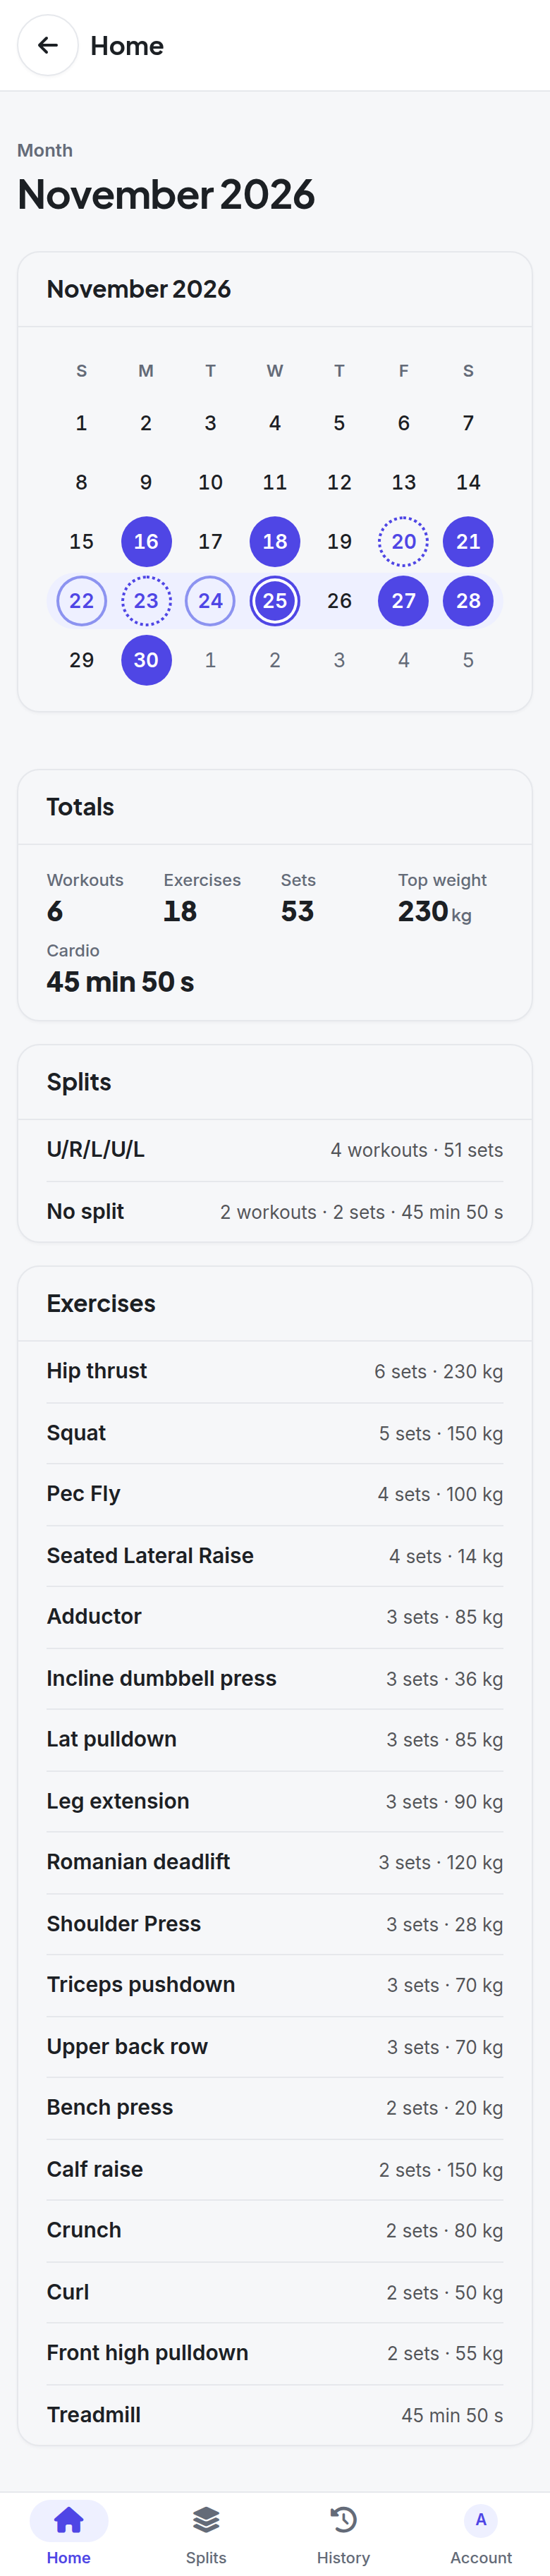 Home
Month
November 2026
November 2026
S M T W T F S
1 2 3 4 5 6 7
8 9 10 11 12 13 14
15 16 17 18 19 20 21
22 23 24 25 26 27 28
29 30 1 2 3 4 5
Totals
Workouts Exercises Sets Top weight
6 18 53 230 kg
Cardio
45 min 50 s
Splits
U/R/L/U/L 4 workouts · 51 sets
No split 2 workouts · 2 sets · 45 min 50 s
Exercises
Hip thrust 6 sets · 230 kg
Squat 5 sets · 150 kg
Pec Fly 4 sets · 100 kg
Seated Lateral Raise 4 sets · 14 kg
Adductor 3 sets · 85 kg
Incline dumbbell press 3 sets · 36 kg
Lat pulldown 3 sets · 85 kg
Leg extension 3 sets · 90 kg
Romanian deadlift 3 sets · 120 kg
Shoulder Press 3 sets · 28 kg
Triceps pushdown 3 sets · 70 kg
Upper back row 3 sets · 70 kg
Bench press 2 sets · 20 kg
Calf raise 2 sets · 150 kg
Crunch 2 sets · 80 kg
Curl 2 sets · 50 kg
Front high pulldown 2 sets · 55 kg
Treadmill 45 min 50 s
A
Home Splits History Account